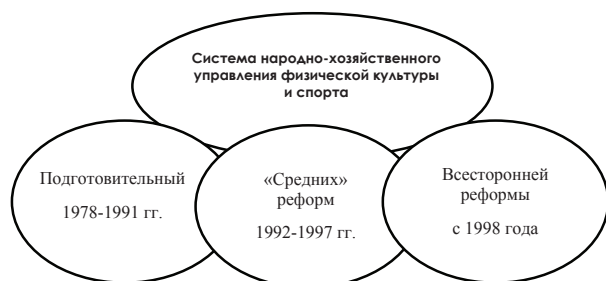 Система народно-хозяйственного
управления физической культуры
и спорта
Подготовительный
1978-1991 гг.
«Средних»
реформ
1992-1997 гг.
Всесторонней
реформы
с 1998 года